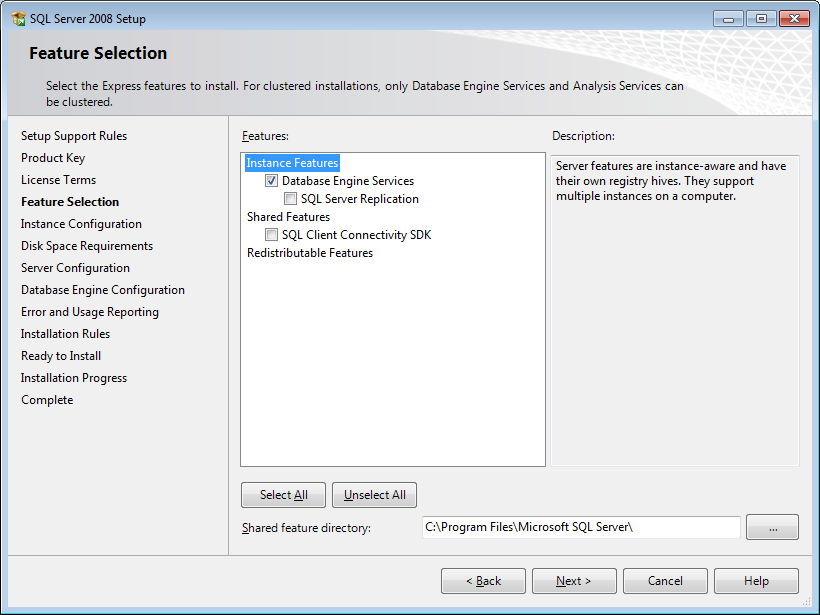 SQL Server 2008 Setup
Feature Selection
Select the Express features to install. For clustered installations, only Database Engine Services and Analysis Services can
be clustered.
Setup Support Rules
Product Key
License Terms
Feature Selection
Instance Configuration
Disk Space Requirements
Server Configuration
Database Engine Configuration
Error and Usage Reporting
Installation Rules
Ready to Install
Installation Progress
Complete
Features:
Instance Features
Database Engine Services
SQL Server Replication
Shared Features
SQL Client Connectivity SDK
Redistributable Features
Description:
Server features are instance-aware and have
their own registry hives. They support
multiple instances on a computer.
Select All
Unselect All
Shared feature directory:
C:\Program Files\Microsoft SQL Server\
...
< Back
Next >
Cancel
Help